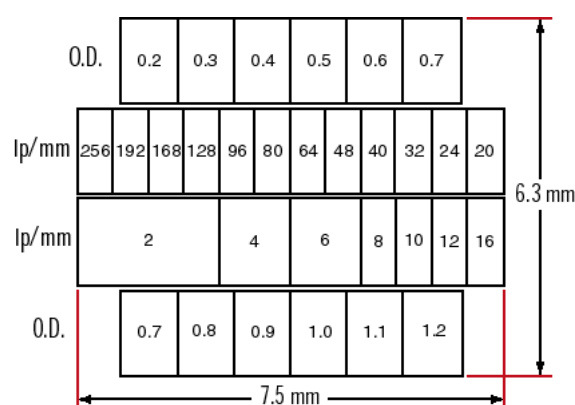 O.D. 0.2 0.3 0.4 0.5 0.6 0.7
lp/mm 256 192 168 128 96 80 64 48 40 32 24 20
6.3 mm
lp/mm 2 4 6 8 10 12 16
O.D. 0.7 0.8 0.9 1.0 1.1 1.2
7.5 mm